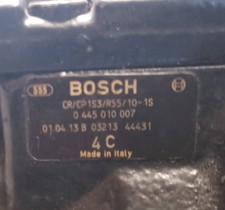 555 BOSCH
CR/CP1S3/R55/10-1S
0 445 010 007
01.04.13 B 03213 44431
4 C
Made in Italy